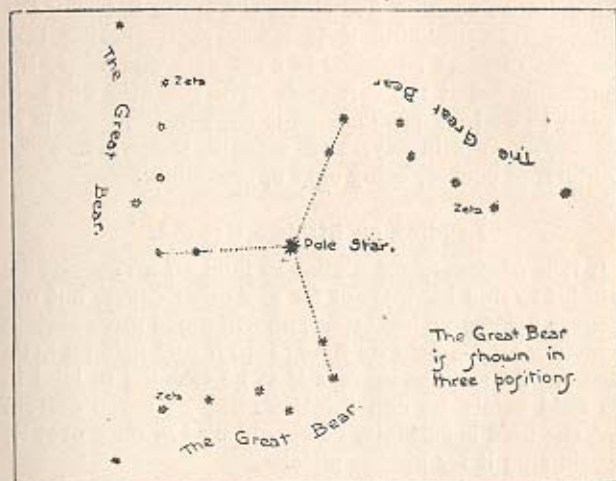 Zeta
The Great Bear.
The Great Bear
Zeta
Pole Star.
The Great Bear
is shown in
three positions.
Zeta
The Great Bear.